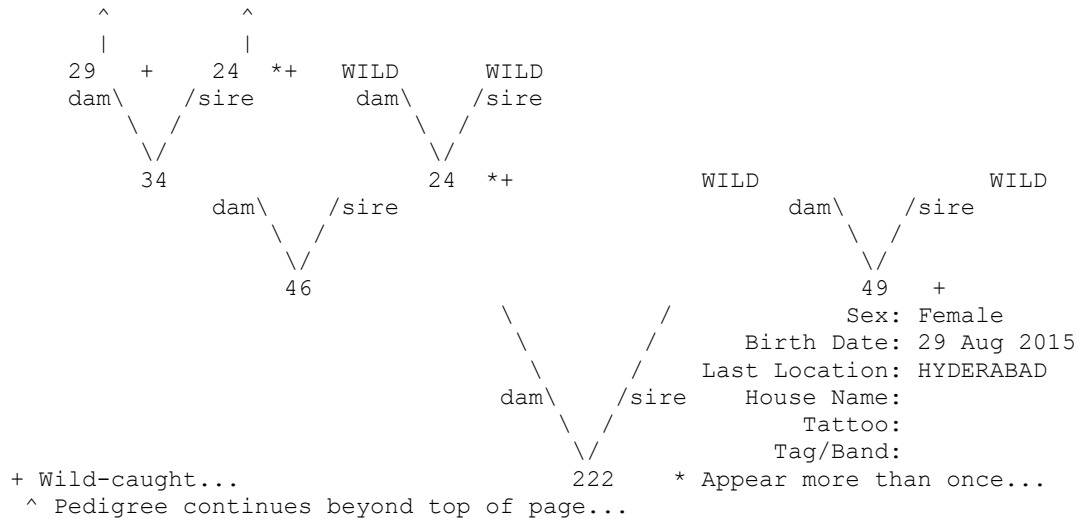 ^ ^
| |
29 + 24 *+ WILD WILD
dam\ /sire dam\ /sire
\ / \ /
\/ \/
34 24 *+ WILD WILD
dam\ /sire dam\ /sire
\ / \ /
\/ \/
46 49 +
\ / Sex: Female
\ / Birth Date: 29 Aug 2015
\ / Last Location: HYDERABAD
dam\ /sire House Name:
\ / Tattoo:
\/ Tag/Band:
+ Wild-caught... 222 * Appear more than once...
^ Pedigree continues beyond top of page...